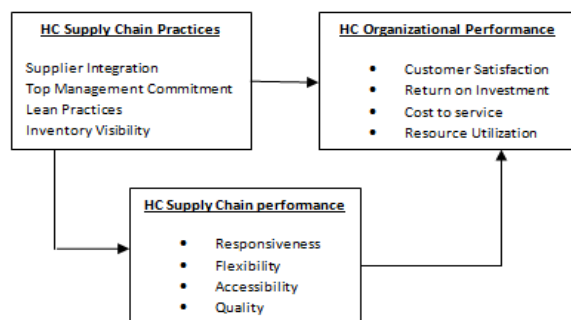 HC Supply Chain Practices
Supplier Integration
Top Management Commitment
Lean Practices
Inventory Visibility
HC Organizational Performance
• Customer Satisfaction
• Return on Investment
• Cost to service
• Resource Utilization
HC Supply Chain performance
• Responsiveness
• Flexibility
• Accessibility
• Quality